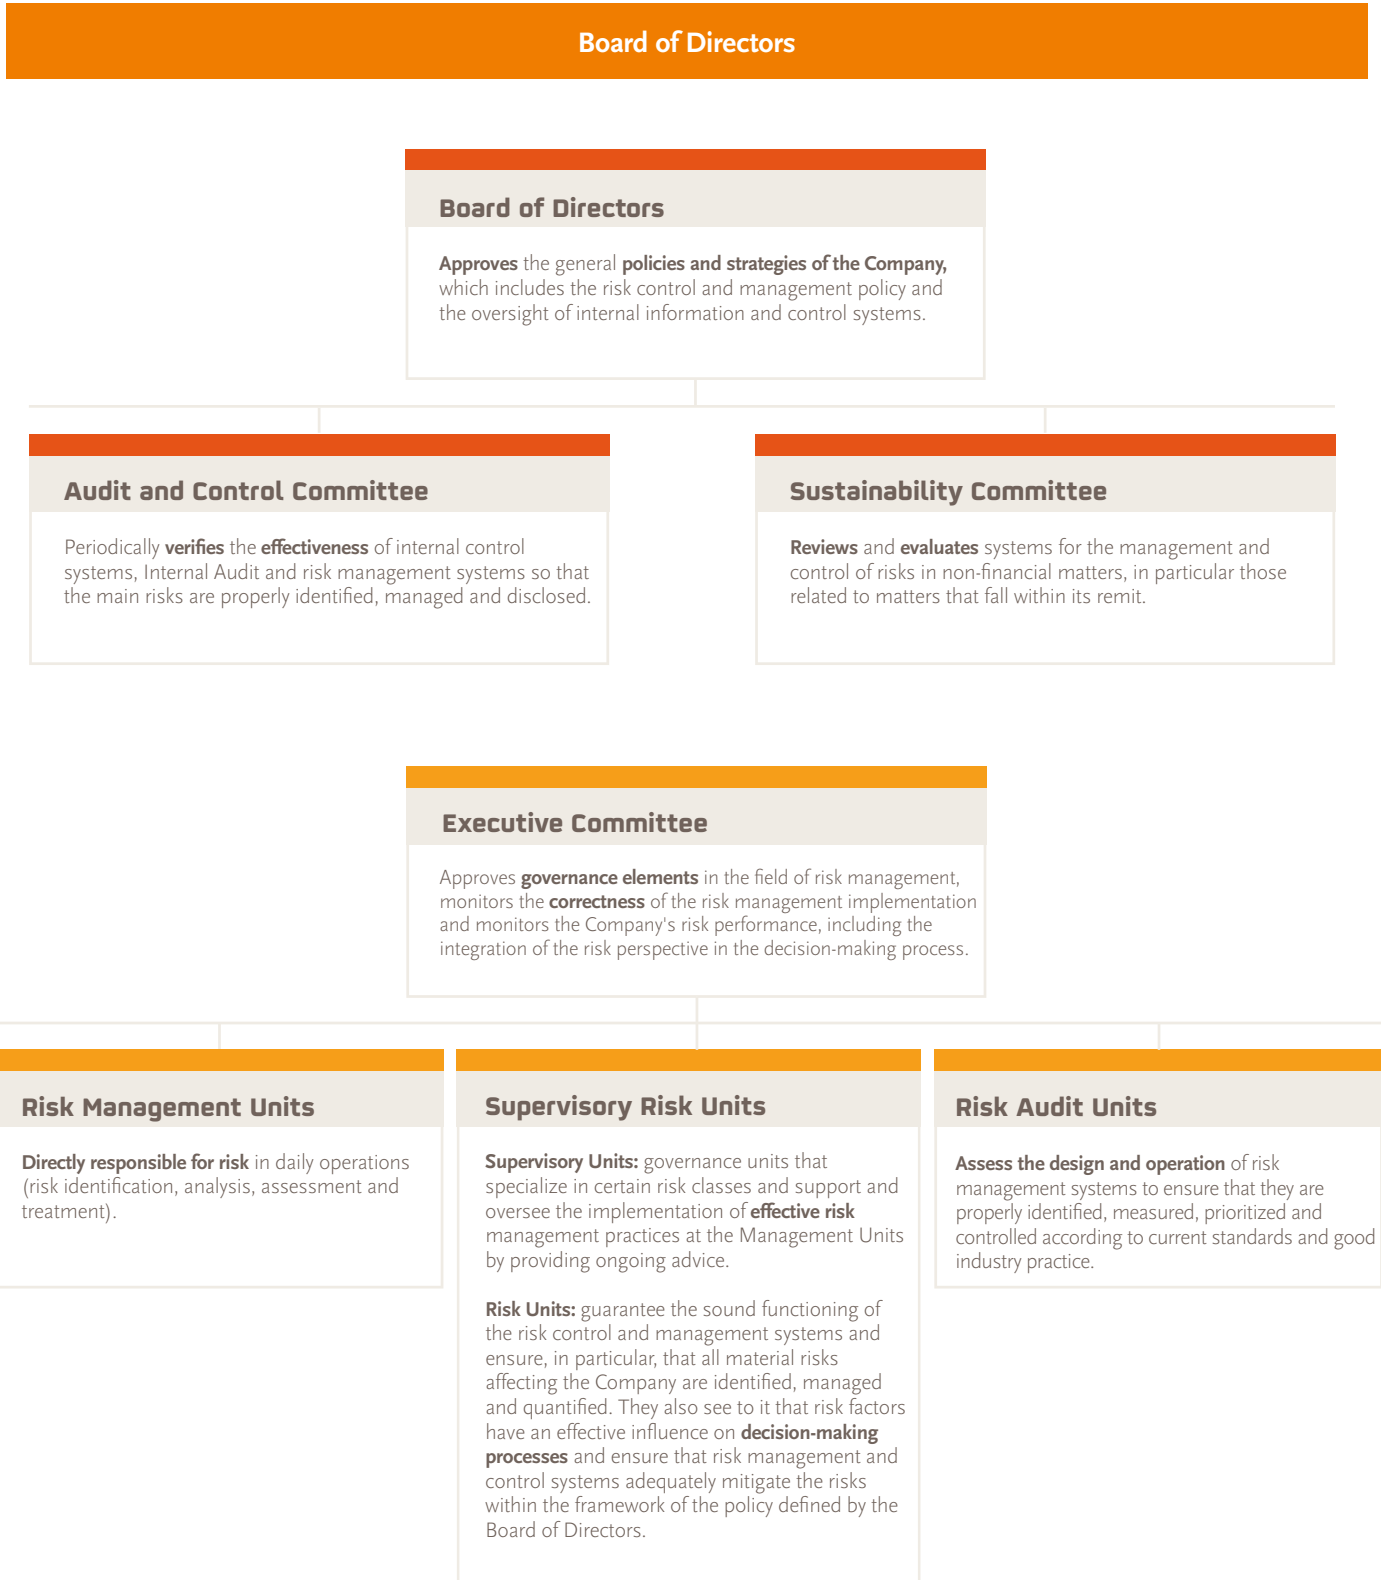 Board of Directors
Board of Directors
Approves the general policies and strategies of the Company,
which includes the risk control and management policy and
the oversight of internal information and control systems.
Audit and Control Committee
Periodically verifies the effectiveness of internal control
systems, Internal Audit and risk management systems so that
the main risks are properly identified, managed and disclosed.
Sustainability Committee
Reviews and evaluates systems for the management and
control of risks in non-financial matters, in particular those
related to matters that fall within its remit.
Executive Committee
Approves governance elements in the field of risk management,
monitors the correctness of the risk management implementation
and monitors the Company's risk performance, including the
integration of the risk perspective in the decision-making process.
Risk Management Units
Directly responsible for risk in daily operations
(risk identification, analysis, assessment and
treatment).
Supervisory Risk Units
Supervisory Units: governance units that
specialize in certain risk classes and support and
oversee the implementation of effective risk
management practices at the Management Units
by providing ongoing advice.
Risk Units: guarantee the sound functioning of
the risk control and management systems and
ensure, in particular, that all material risks
affecting the Company are identified, managed
and quantified. They also see to it that risk factors
have an effective influence on decision-making
processes and ensure that risk management and
control systems adequately mitigate the risks
within the framework of the policy defined by the
Board of Directors.
Risk Audit Units
Assess the design and operation of risk
management systems to ensure that they are
properly identified, measured, prioritized and
controlled according to current standards and good
industry practice.